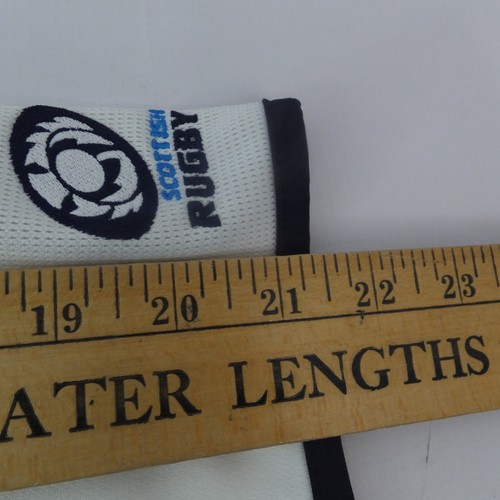 SCOTTISH
RUGBY
19 20 21 22 23
ATER LENGTHS